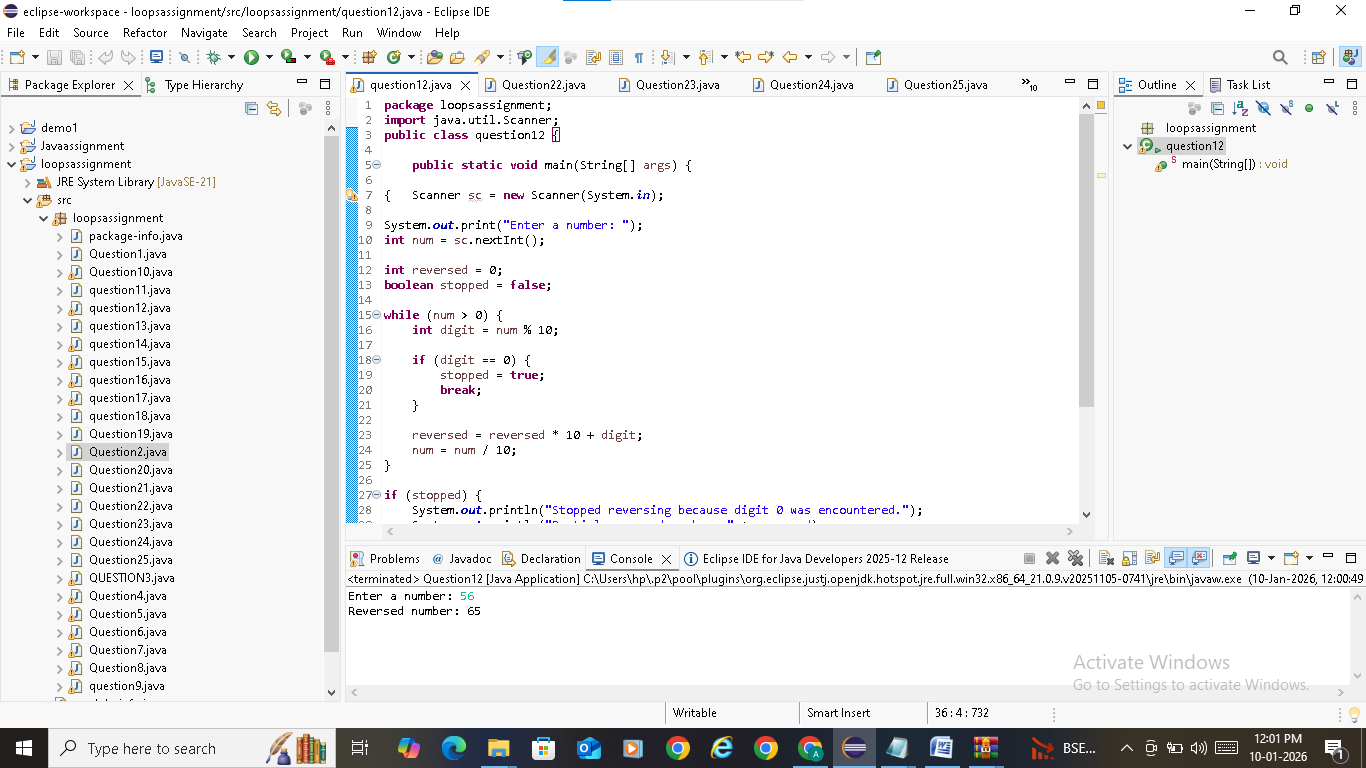 eclipse-workspace - loopsassignment/src/loopsassignment/question12.java - Eclipse IDE
File Edit Source Refactor Navigate Search Project Run Window Help
Package Explorer Type Hierarchy
demo1
Javaassignment
loopsassignment
JRE System Library [JavaSE-21]
src
loopsassignment
package-info.java
Question1.java
Question10.java
question11.java
question12.java
question13.java
question14.java
question15.java
question16.java
question17.java
question18.java
Question19.java
Question2.java
Question20.java
Question21.java
Question22.java
Question23.java
Question24.java
Question25.java
QUESTION3.java
Question4.java
Question5.java
Question6.java
Question7.java
Question8.java
question9.java
question12.java Question22.java Question23.java Question24.java Question25.java »10
1 package loopsassignment;
2 import java.util.Scanner;
3 public class question12 {
4
5 public static void main(String[] args) {
6
7 { Scanner sc = new Scanner(System.in);
8
9 System.out.print("Enter a number: ");
10 int num = sc.nextInt();
11
12 int reversed = 0;
13 boolean stopped = false;
14
15 while (num > 0) {
16 int digit = num % 10;
17
18 if (digit == 0) {
19 stopped = true;
20 break;
21 }
22
23 reversed = reversed * 10 + digit;
24 num = num / 10;
25 }
26
27 if (stopped) {
28 System.out.println("Stopped reversing because digit 0 was encountered.");
Outline Task List
loopsassignment
question12
main(String[]) : void
Problems Javadoc Declaration Console Eclipse IDE for Java Developers 2025-12 Release
<terminated> Question12 [Java Application] C:\Users\hp\.p2\pool\plugins\org.eclipse.justj.openjdk.hotspot.jre.full.win32.x86_64_21.0.9.v20251105-0741\jre\bin\javaw.exe (10-Jan-2026, 12:00:49
Enter a number: 56
Reversed number: 65
Activate Windows
Go to Settings to activate Windows.
Writable Smart Insert 36 : 4 : 732
Type here to search
BSE...
12:01 PM
10-01-2026
1